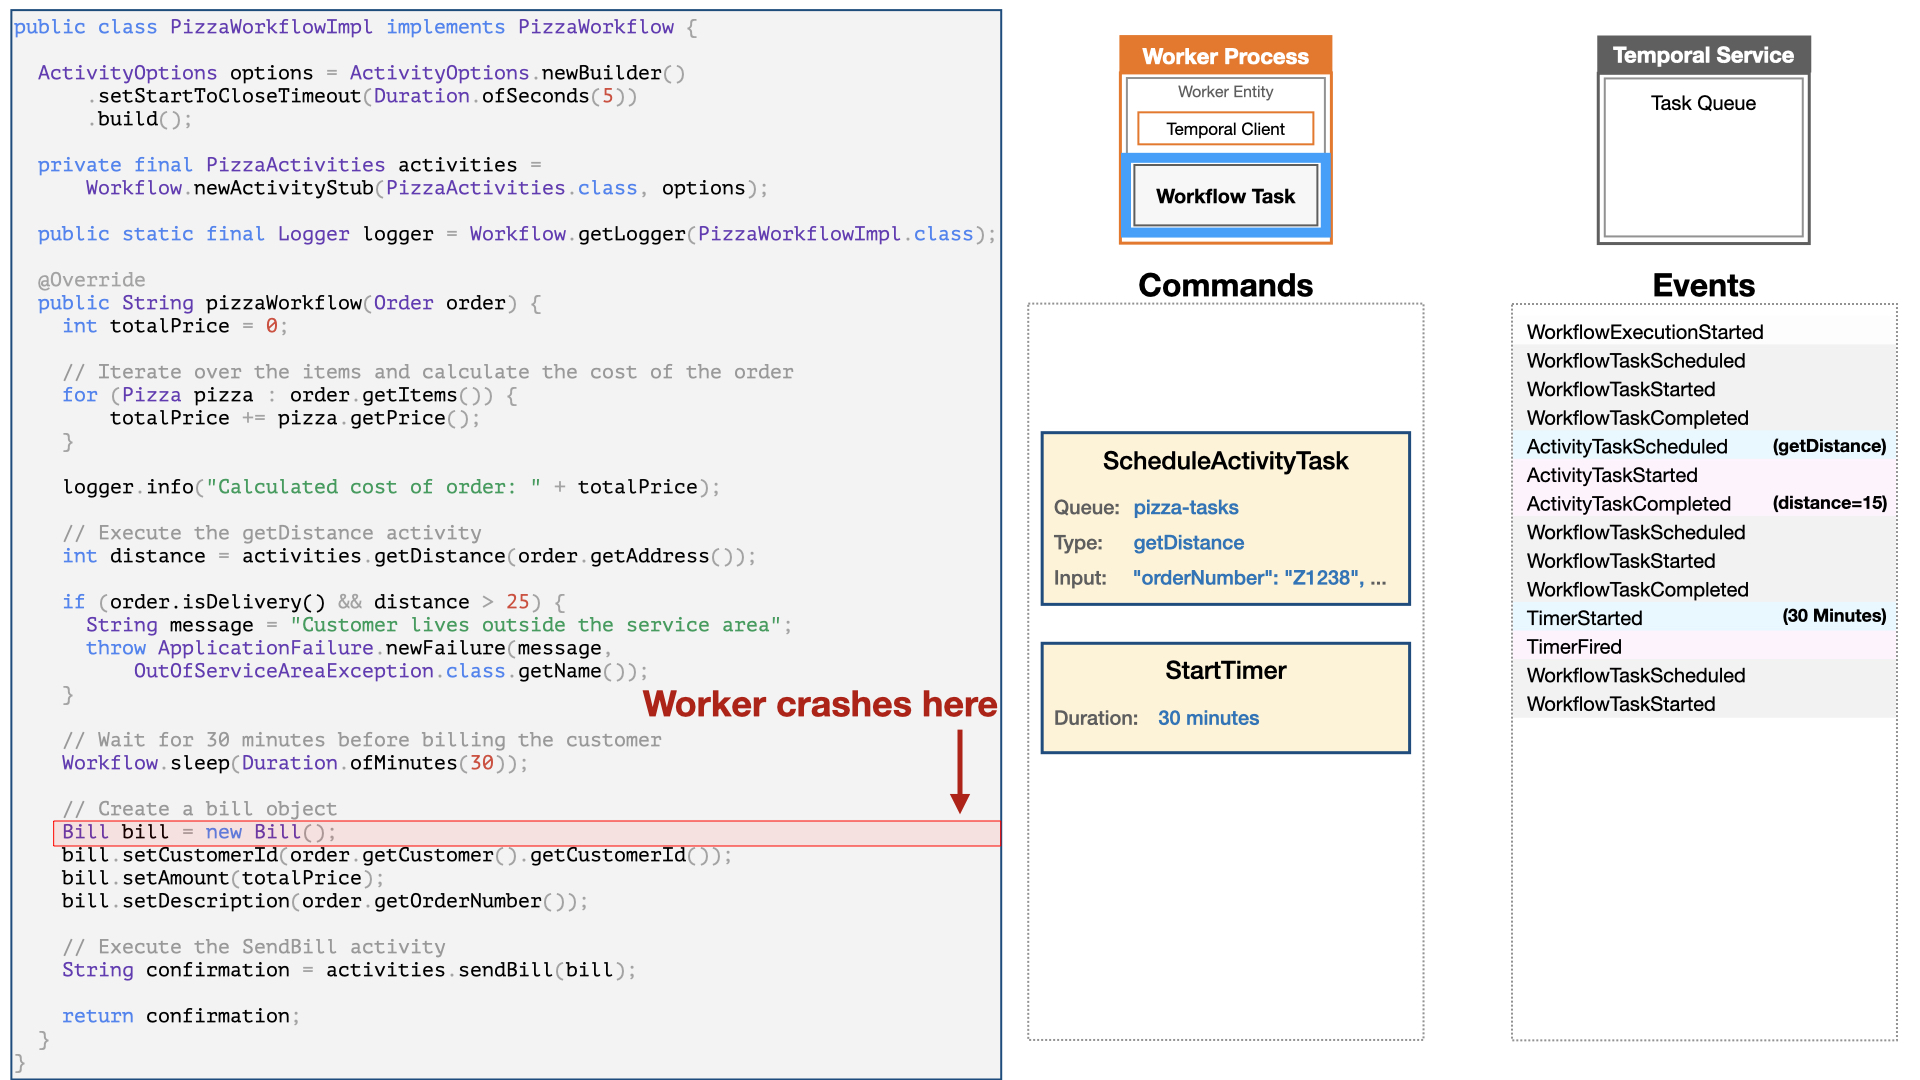 public class PizzaWorkflowImpl implements PizzaWorkflow {
ActivityOptions options = ActivityOptions.newBuilder()
.setStartToCloseTimeout(Duration.ofSeconds(5))
.build();
private final PizzaActivities activities =
Workflow.newActivityStub(PizzaActivities.class, options);
public static final Logger logger = Workflow.getLogger(PizzaWorkflowImpl.class);
@Override
public String pizzaWorkflow(Order order) {
int totalPrice = 0;
// Iterate over the items and calculate the cost of the order
for (Pizza pizza : order.getItems()) {
totalPrice += pizza.getPrice();
}
logger.info("Calculated cost of order: " + totalPrice);
// Execute the getDistance activity
int distance = activities.getDistance(order.getAddress());
if (order.isDelivery() && distance > 25) {
String message = "Customer lives outside the service area";
throw ApplicationFailure.newFailure(message,
OutOfServiceAreaException.class.getName());
}
Worker crashes here
// Wait for 30 minutes before billing the customer
Workflow.sleep(Duration.ofMinutes(30));
// Create a bill object
Bill bill = new Bill();
bill.setCustomerId(order.getCustomer().getCustomerId());
bill.setAmount(totalPrice);
bill.setDescription(order.getOrderNumber());
// Execute the SendBill activity
String confirmation = activities.sendBill(bill);
return confirmation;
}
}
Worker Process
Worker Entity
Temporal Client
Workflow Task
Commands
ScheduleActivityTask
Queue: pizza-tasks
Type: getDistance
Input: "orderNumber": "Z1238", ...
StartTimer
Duration: 30 minutes
Temporal Service
Task Queue
Events
WorkflowExecutionStarted
WorkflowTaskScheduled
WorkflowTaskStarted
WorkflowTaskCompleted
ActivityTaskScheduled (getDistance)
ActivityTaskStarted
ActivityTaskCompleted (distance=15)
WorkflowTaskScheduled
WorkflowTaskStarted
WorkflowTaskCompleted
TimerStarted (30 Minutes)
TimerFired
WorkflowTaskScheduled
WorkflowTaskStarted